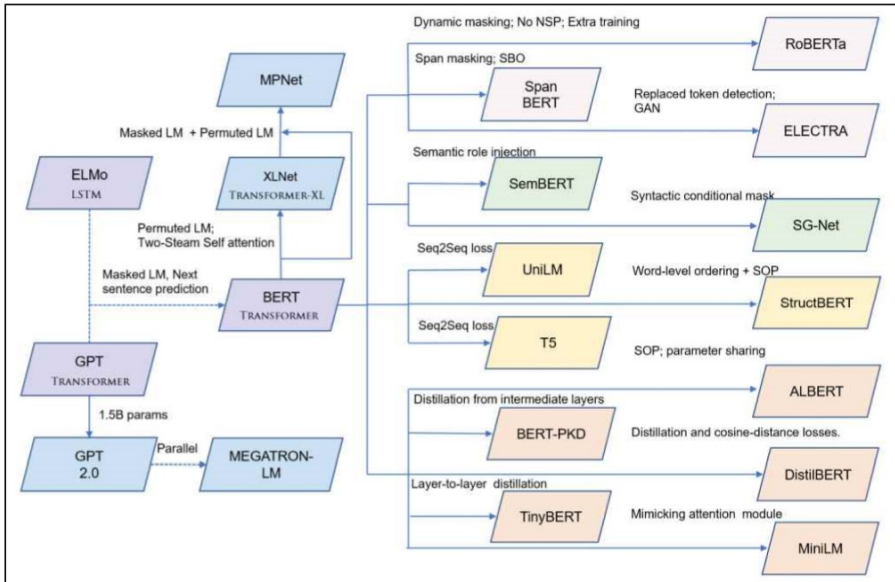 Dynamic masking; No NSP; Extra training
RoBERTa
Span masking; SBO
Span
BERT
Replaced token detection;
GAN
ELECTRA
MPNet
Masked LM + Permuted LM
ELMo
LSTM
XLNet
TRANSFORMER-XL
Semantic role injection
SemBERT
Syntactic conditional mask
SG-Net
Permuted LM;
Two-Steam Self attention
Seq2Seq loss
UniLM
Word-level ordering + SOP
StructBERT
Masked LM, Next
sentence prediction
BERT
TRANSFORMER
Seq2Seq loss
T5
GPT
TRANSFORMER
SOP; parameter sharing
ALBERT
1.5B params
Distillation from intermediate layers
BERT-PKD
Distillation and cosine-distance losses.
DistilBERT
GPT
2.0
Parallel
MEGATRON-
LM
Layer-to-layer distillation
TinyBERT
Mimicking attention module
MiniLM